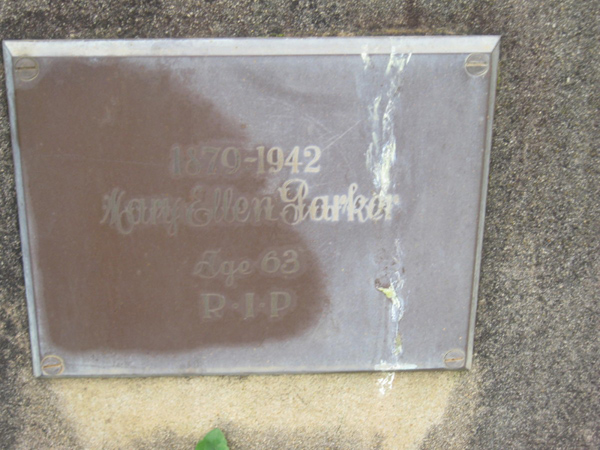 1879-1942
Mary Ellen Parker
Age 63
R·I·P